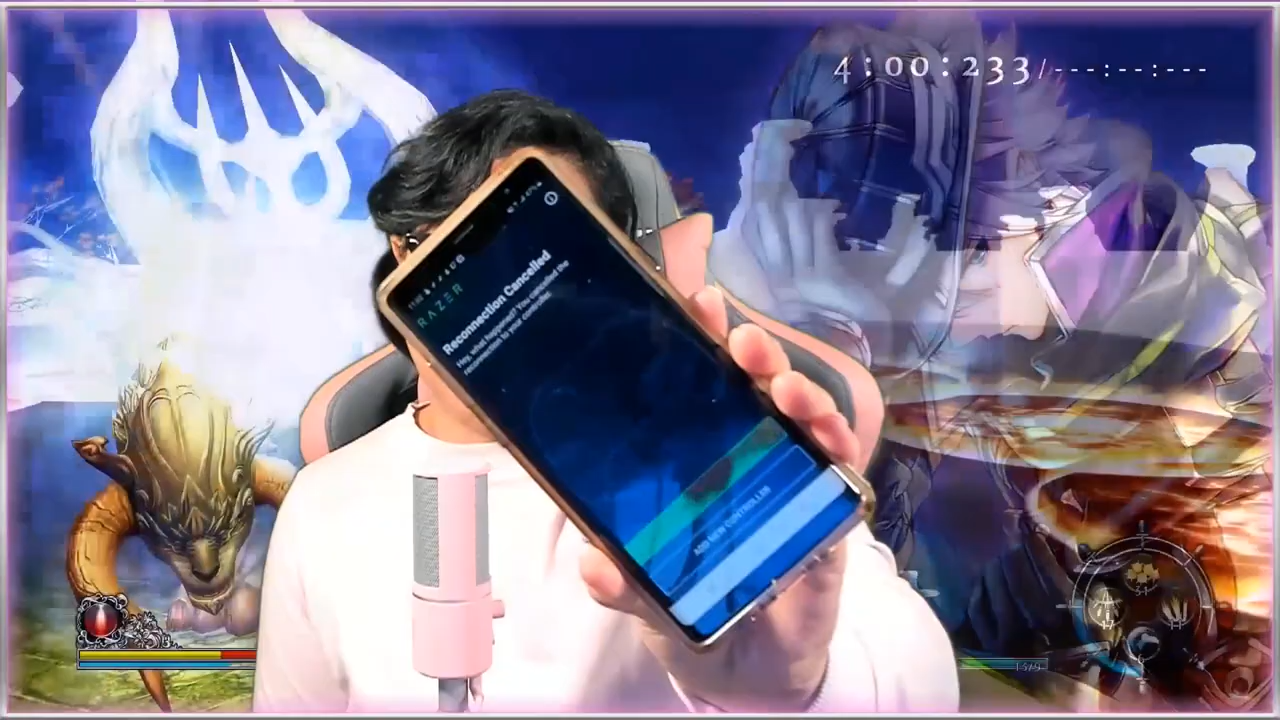 4:00:233/---:--:---
RAZER
Reconnection Cancelled
Hey, what happened? You cancelled the
reconnection to your controller.
ADD NEW CONTROLLER